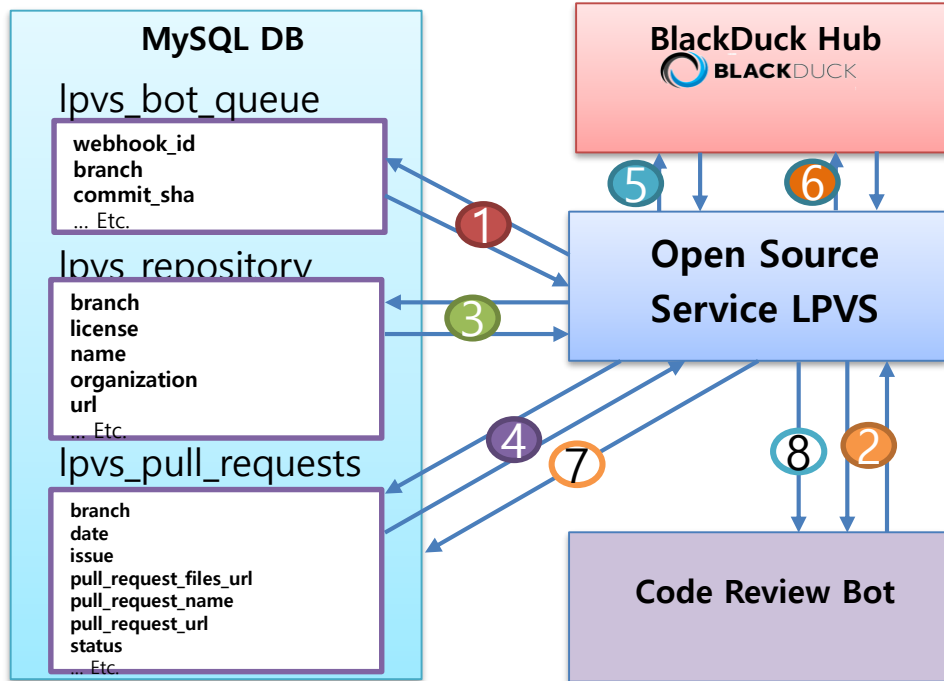 MySQL DB
lpvs_bot_queue
webhook_id
branch
commit_sha
... Etc.
lpvs_repository
branch
license
name
organization
url
... Etc.
lpvs_pull_requests
branch
date
issue
pull_request_files_url
pull_request_name
pull_request_url
status
... Etc.
BlackDuck Hub
BLACKDUCK
5
6
1
Open Source
Service LPVS
3
4
7
8
2
Code Review Bot